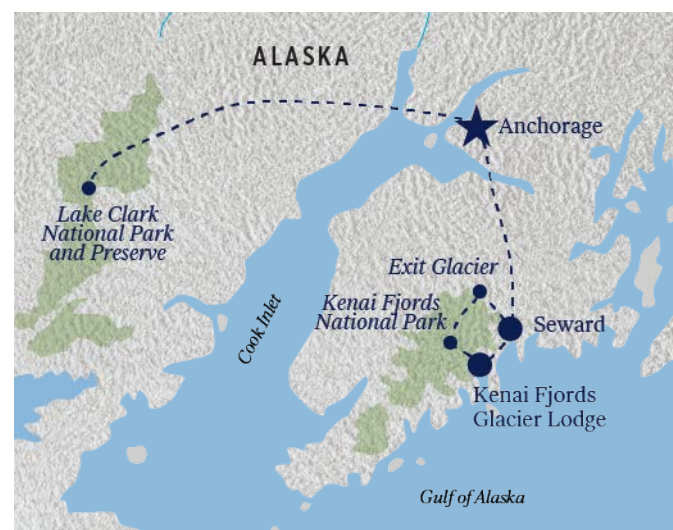 ALASKA
Anchorage
Lake Clark
National Park
and Preserve
Exit Glacier
Kenai Fjords
National Park
Cook Inlet
Seward
Kenai Fjords
Glacier Lodge
Gulf of Alaska